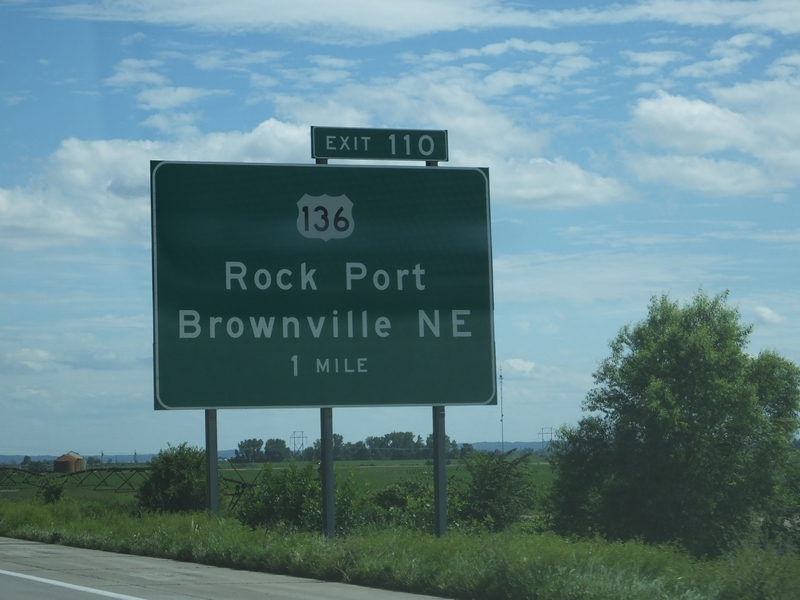 EXIT 110
136
Rock Port
Brownville NE
1 MILE